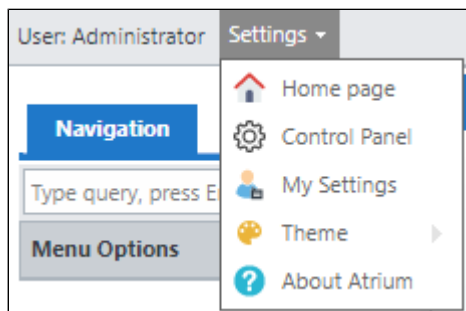 User: Administrator Settings
Home page
Navigation
Control Panel
Type query, press
My Settings
Menu Options
Theme
About Atrium